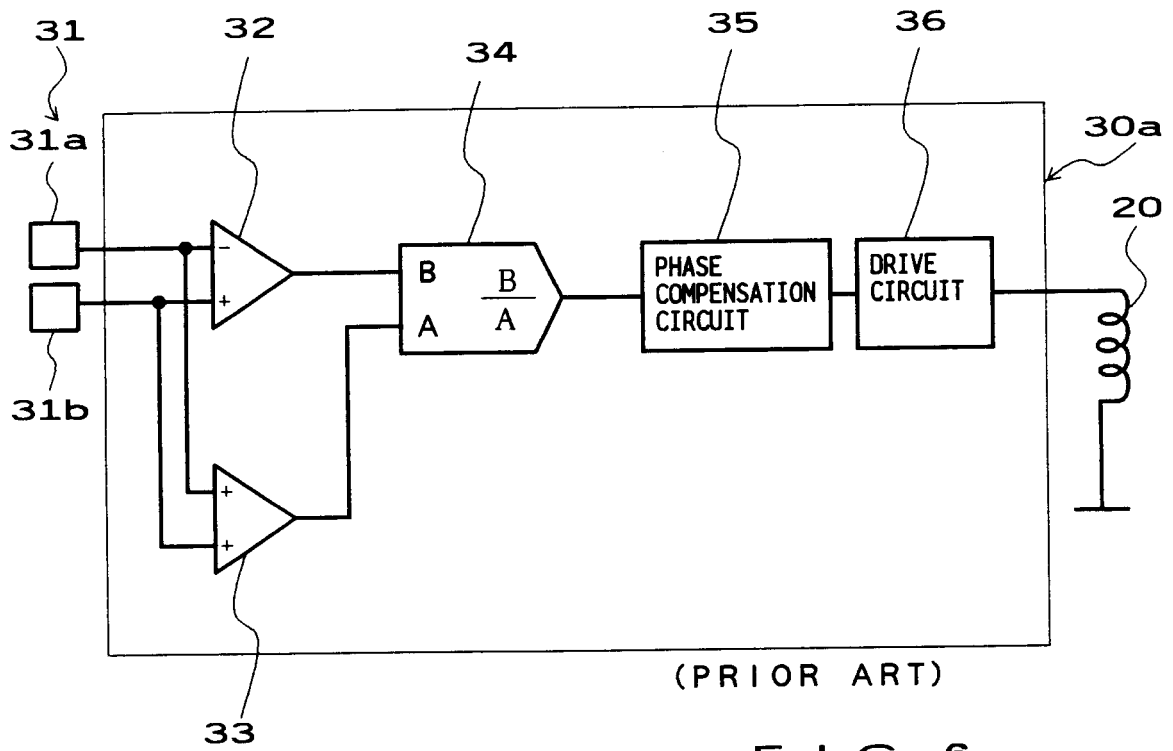 31
32
34
35
36
31a
30a
20
−
+
B
A
B
A
PHASE
COMPENSATION
CIRCUIT
DRIVE
CIRCUIT
31b
+
+
(PRIOR ART)
33